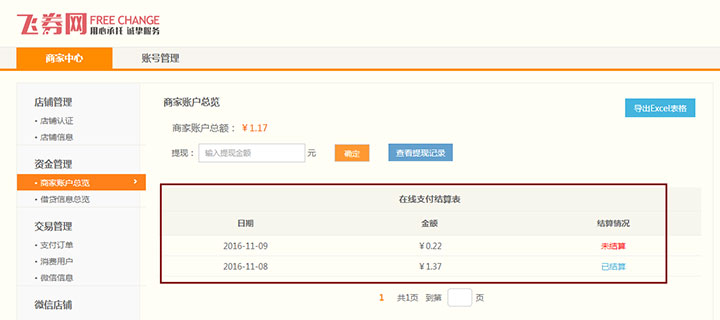 飞券网 FREE CHANGE
用心承托 诚挚服务
商家中心 账号管理
店铺管理
• 店铺认证
• 店铺信息
资金管理
• 商家账户总览
• 借贷信息总览
交易管理
• 支付订单
• 消费用户
• 微信信息
微信店铺
商家账户总览
导出Excel表格
商家账户总额： ¥ 1.17
提现： 输入提现金额 元 确定 查看提现记录
在线支付结算表
日期 金额 结算情况
2016-11-09 ¥ 0.22 未结算
2016-11-08 ¥ 1.37 已结算
1 共1页 到第 页